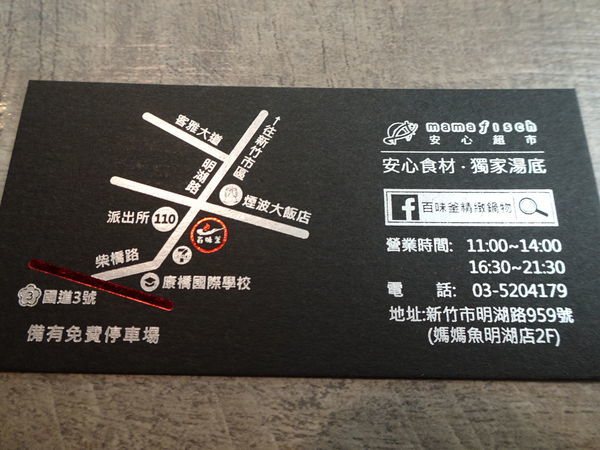 客雅大道
↑往新竹市區
明湖路
煙波大飯店
派出所 110
百味釜
柴橋路
7
康橋國際學校
3 國道3號
備有免費停車場
mamafisch
安心超市
安心食材·獨家湯底
f 百味釜精緻鍋物
營業時間: 11:00~14:00
16:30~21:30
電 話: 03-5204179
地址:新竹市明湖路959號
(媽媽魚明湖店2F)